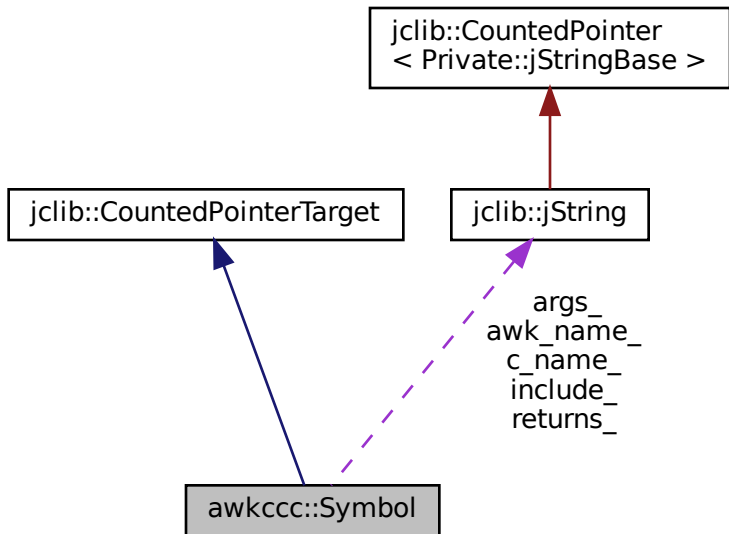 jclib::CountedPointer
< Private::jStringBase >
jclib::CountedPointerTarget
jclib::jString
args_
awk_name_
c_name_
include_
returns_
awkccc::Symbol